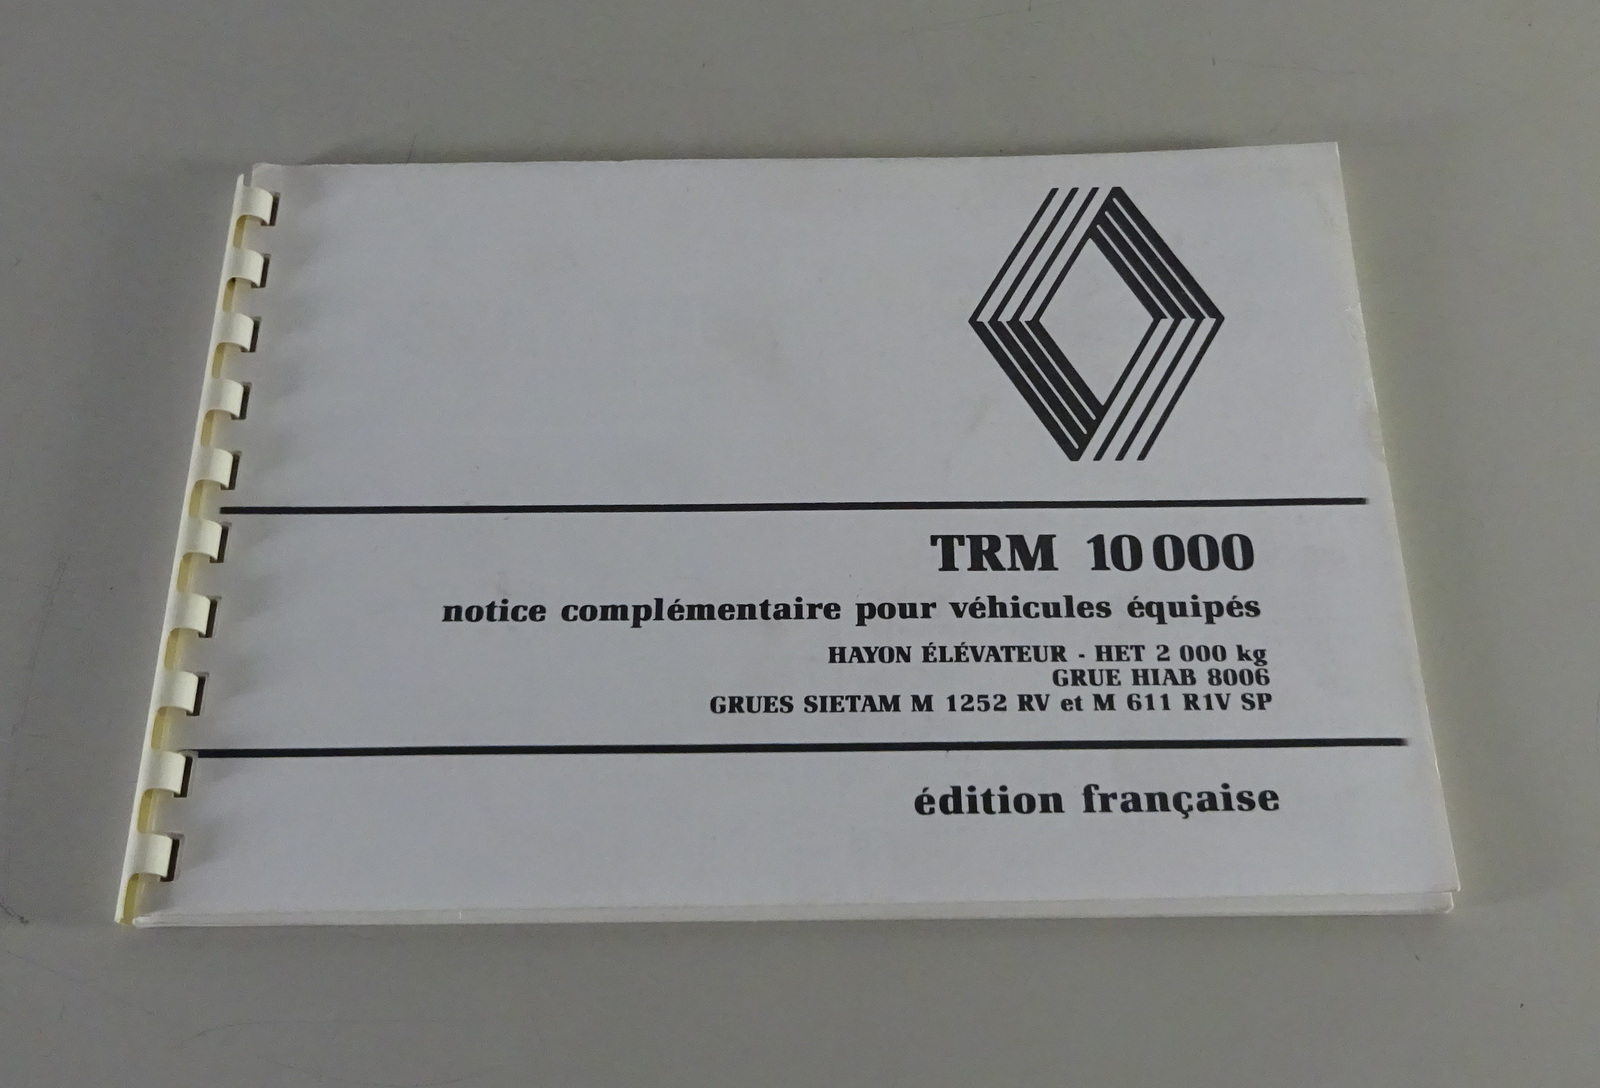 TRM 10 000
notice complémentaire pour véhicules équipés
HAYON ÉLÉVATEUR - HET 2 000 kg
GRUE HIAB 8006
GRUES SIETAM M 1252 RV et M 611 R1V SP
édition française